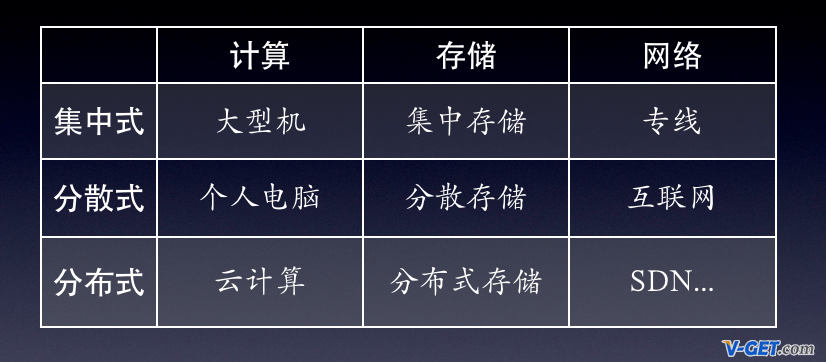 计算 存储 网络
集中式 大型机 集中存储 专线
分散式 个人电脑 分散存储 互联网
分布式 云计算 分布式存储 SDN...
V-GET.com